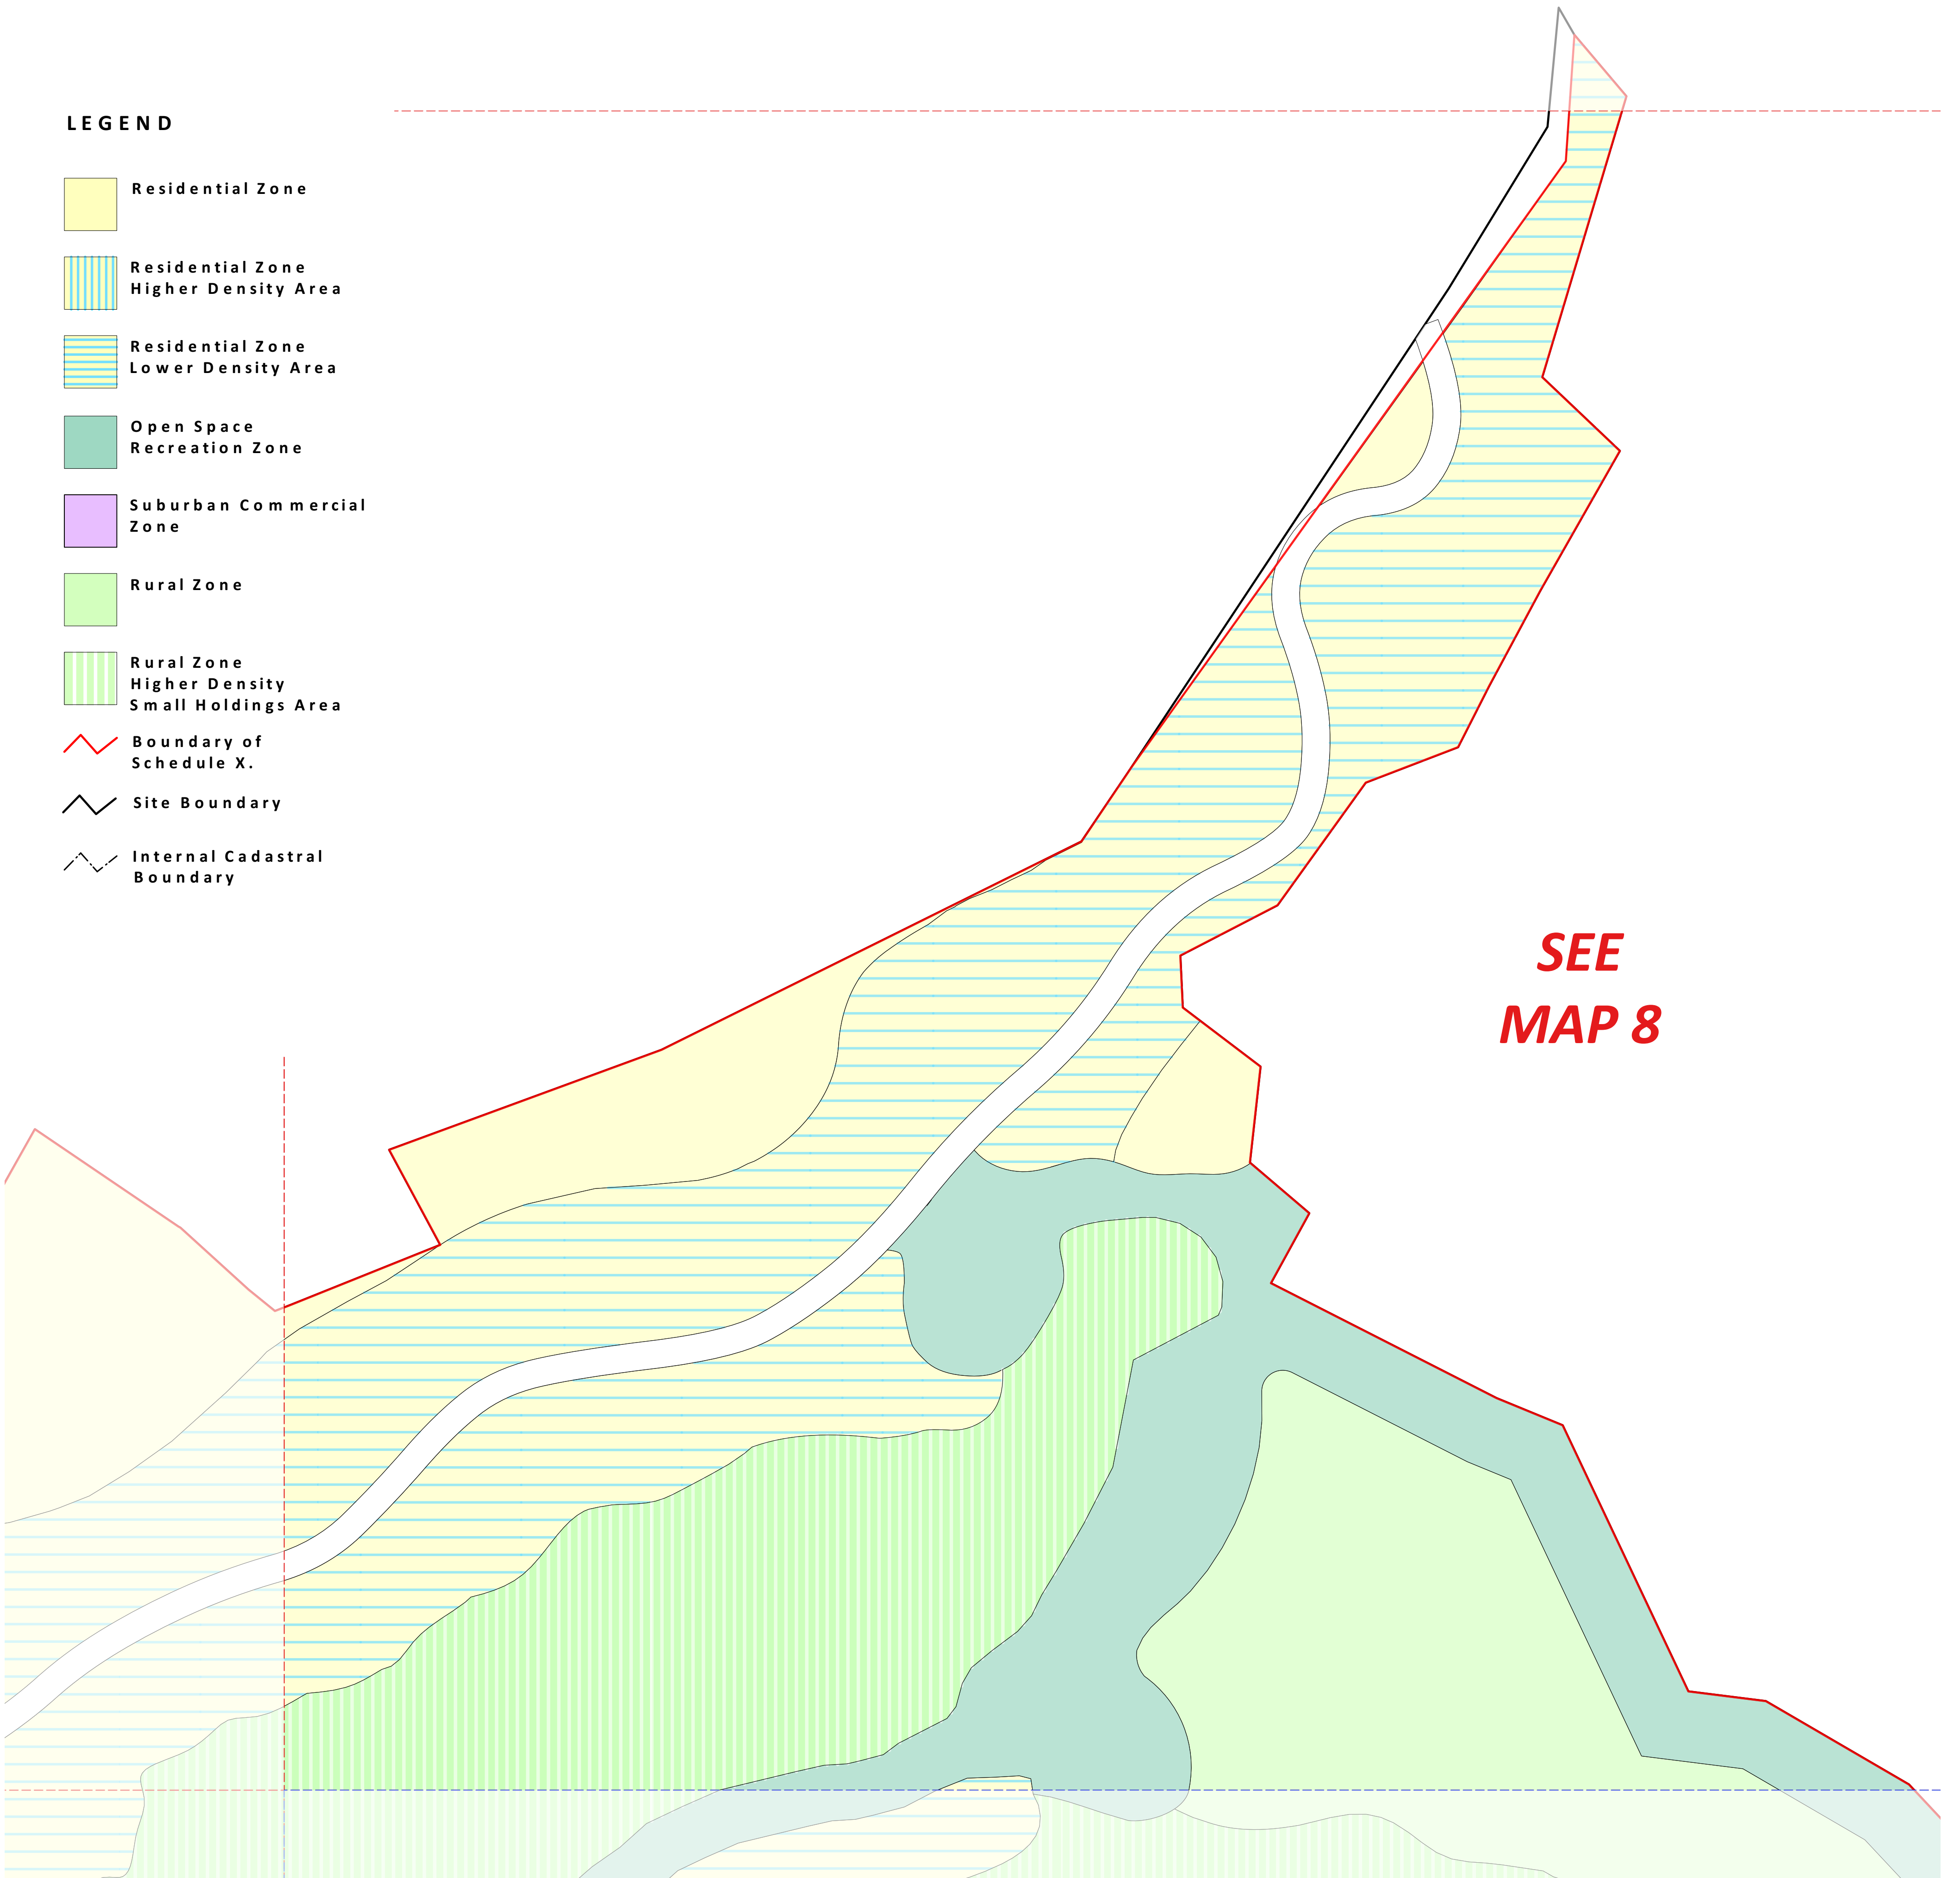 LEGEND
Residential Zone
Residential Zone
Higher Density Area
Residential Zone
Lower Density Area
Open Space
Recreation Zone
Suburban Commercial
Zone
Rural Zone
Rural Zone
Higher Density
Small Holdings Area
Boundary of
Schedule X.
Site Boundary
Internal Cadastral
Boundary
SEE
MAP 8